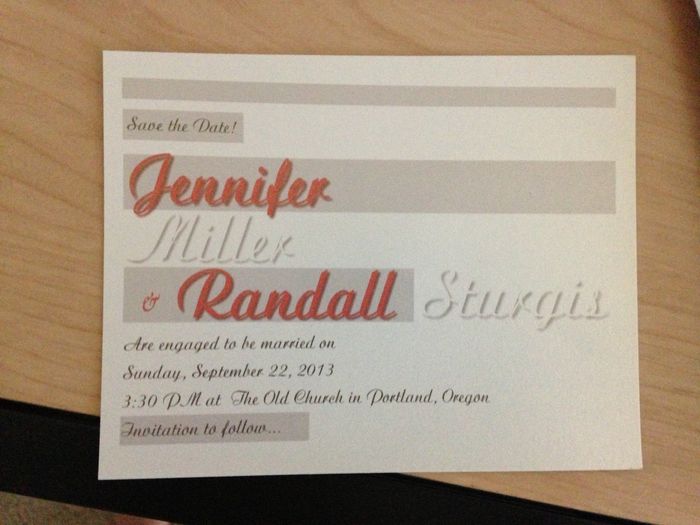 Save the Date!
Jennifer
Miller
& Randall Sturgis
Are engaged to be married on
Sunday, September 22, 2013
3:30 PM at The Old Church in Portland, Oregon
Invitation to follow...